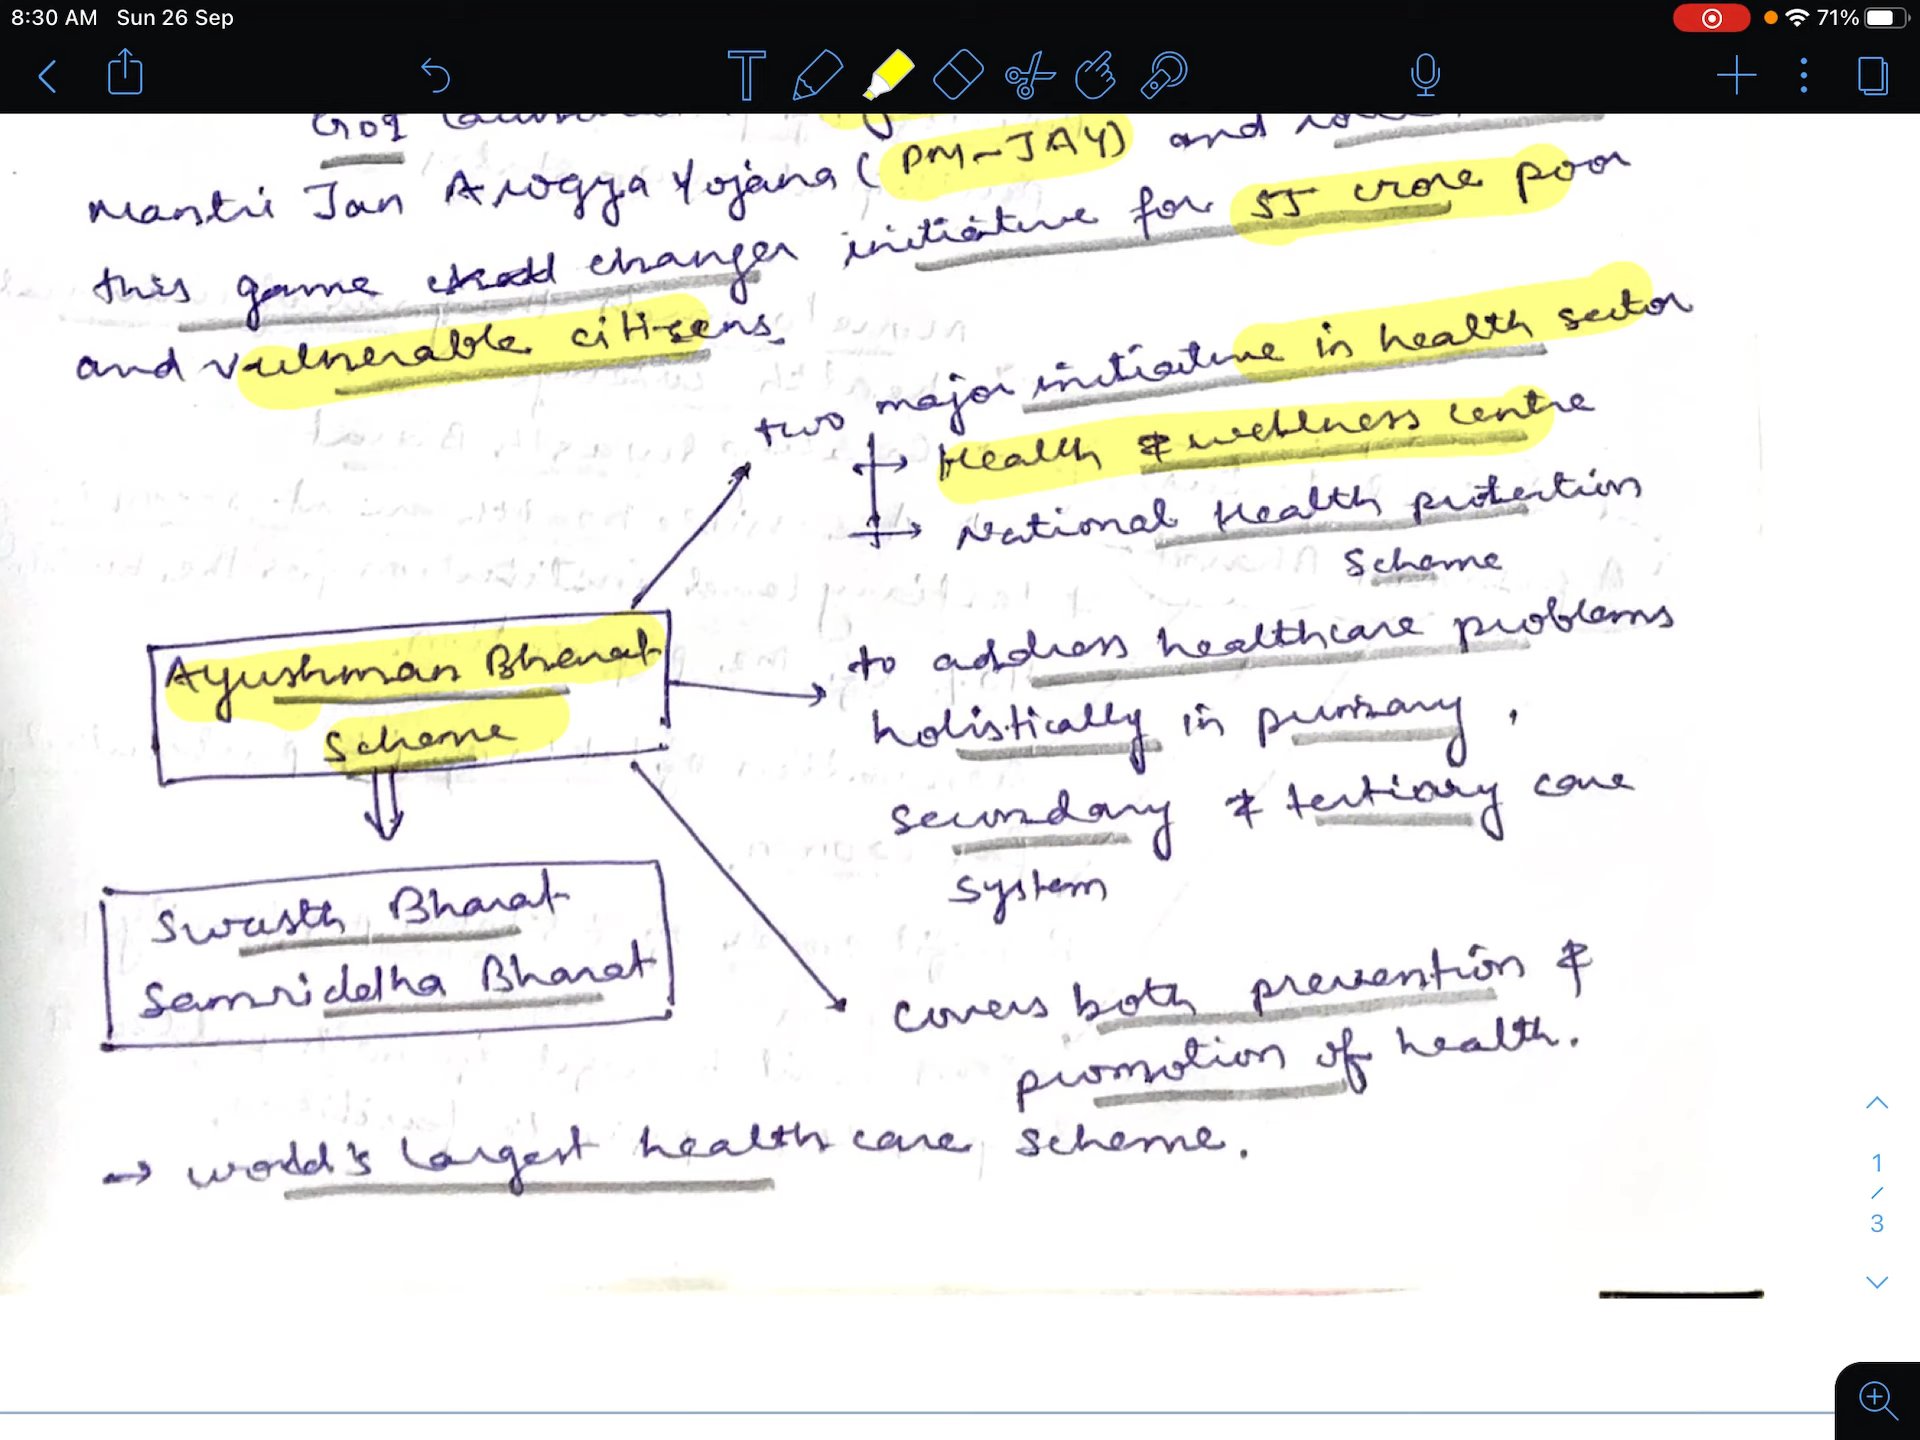 8:30 AM Sun 26 Sep
71%
GOI
Mantri Jan Arogya Yojana (PM-JAY) and
this game changer initiative for 55 crore poor
and vulnerable citizens.
two major initiative in health sector
→ Health & wellness centre
→ National Health protection
Scheme
Ayushman Bharat
Scheme
to address healthcare problems
holistically in primary,
secondary & tertiary care
system
Swasth Bharat
Samriddha Bharat
covers both prevention &
promotion of health.
→ world's largest health care scheme.
1
/
3